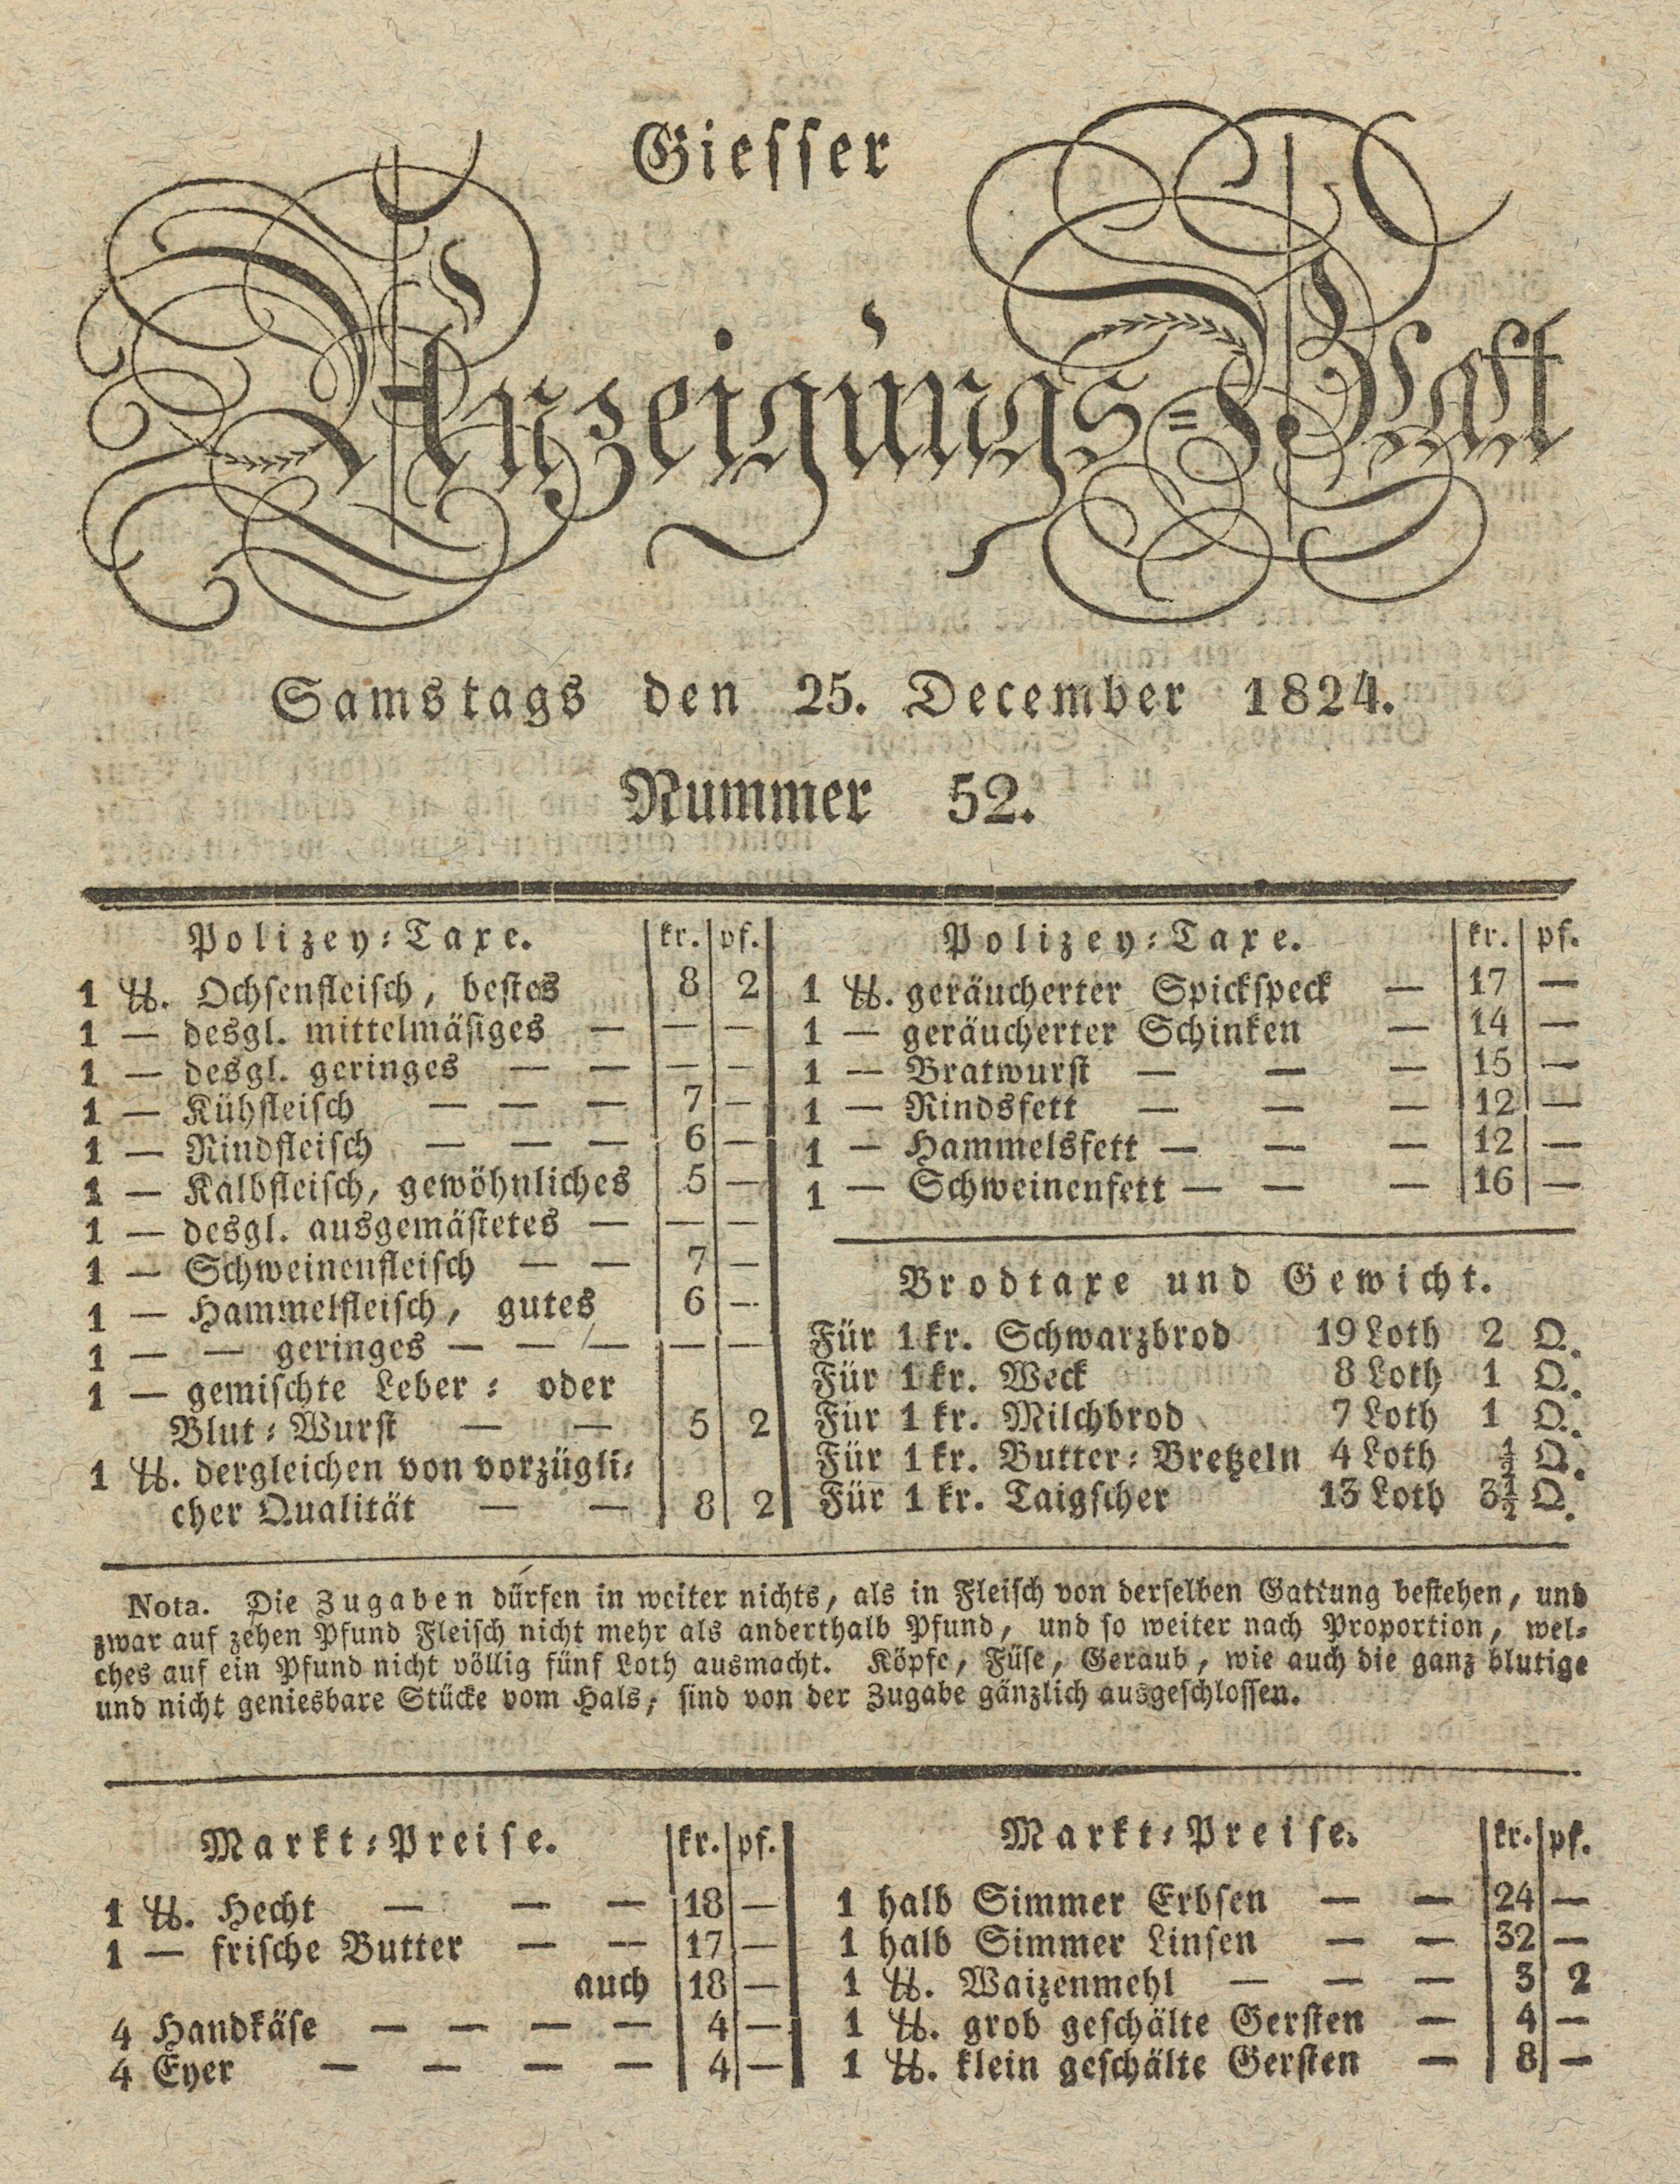 Giesser
Anzeigungs-Blatt
Samstags den 25. December 1824.
Nummer 52.
Polizey-Taxe. kr. pf.
1 ℔. Ochsenfleisch, bestes 8 2
1 — desgl. mittelmäsiges — — —
1 — desgl. geringes — — — —
1 — Kühfleisch — — — 7 —
1 — Rindfleisch — — — 6 —
1 — Kalbfleisch, gewöhnliches 5 —
1 — desgl. ausgemästetes — — —
1 — Schweinenfleisch — — 7 —
1 — Hammelfleisch, gutes 6 —
1 — — geringes — — — — —
1 — gemischte Leber- oder
Blut-Wurst — — 5 2
1 ℔. dergleichen von vorzügli-
cher Qualität — — 8 2
Polizey-Taxe. kr. pf.
1 ℔. geräucherter Spickspeck — 17 —
1 — geräucherter Schinken — 14 —
1 — Bratwurst — — — 15 —
1 — Rindsfett — — — 12 —
1 — Hammelsfett — — — 12 —
1 — Schweinenfett — — — 16 —
Brodtaxe und Gewicht.
Für 1 kr. Schwarzbrod 19 Loth 2 Q.
Für 1 kr. Weck 8 Loth 1 Q.
Für 1 kr. Milchbrod 7 Loth 1 Q.
Für 1 kr. Butter-Bretzeln 4 Loth ½ Q.
Für 1 kr. Taigscher 13 Loth 3½ Q.
Nota. Die Zugaben dürfen in weiter nichts, als in Fleisch von derselben Gattung bestehen, und
zwar auf zehen Pfund Fleisch nicht mehr als anderthalb Pfund, und so weiter nach Proportion, wel-
ches auf ein Pfund nicht völlig fünf Loth ausmacht. Köpfe, Füse, Geraub, wie auch die ganz blutige
und nicht geniesbare Stücke vom Hals, sind von der Zugabe gänzlich ausgeschlossen.
Markt-Preise. kr. pf.
1 ℔. Hecht — — — 18 —
1 — frische Butter — — 17 —
auch 18 —
4 Handkäse — — — — 4 —
4 Eyer — — — — 4 —
Markt-Preise. kr. pf.
1 halb Simmer Erbsen — — 24 —
1 halb Simmer Linsen — — 32 —
1 ℔. Waizenmehl — — — 3 2
1 ℔. grob geschälte Gersten — 4 —
1 ℔. klein geschälte Gersten — 8 —